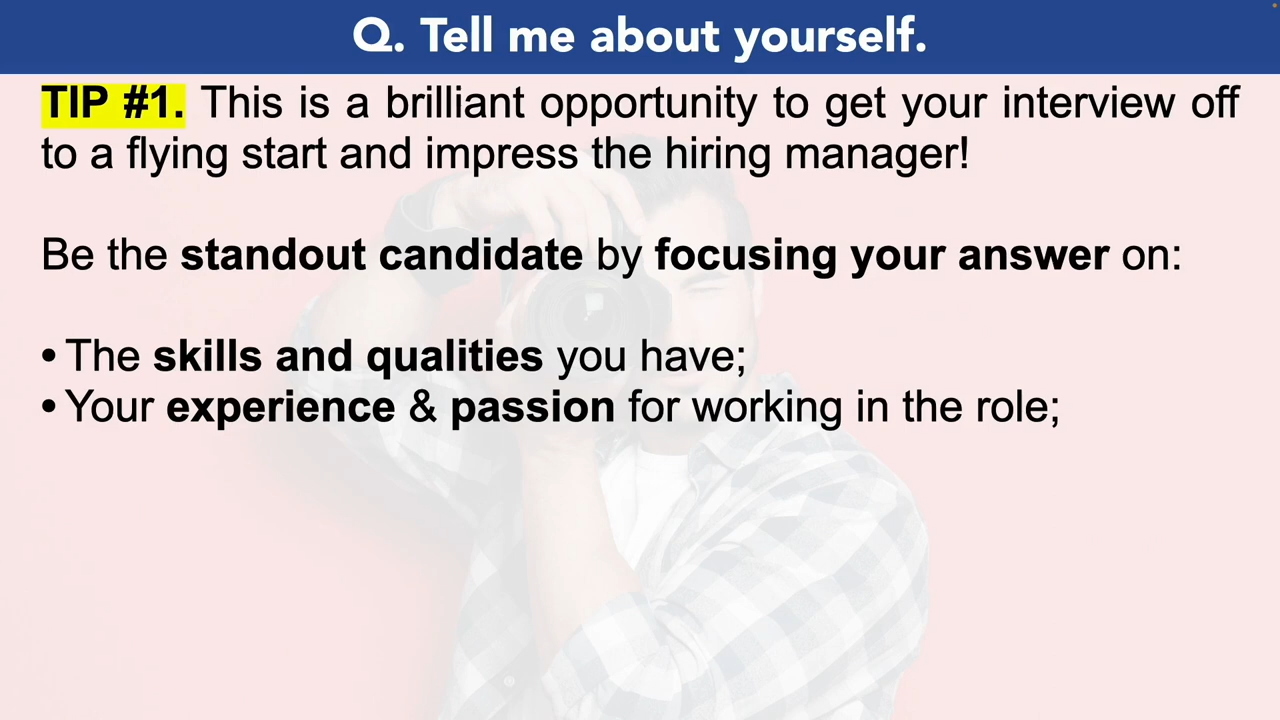 Q. Tell me about yourself.
TIP #1. This is a brilliant opportunity to get your interview off
to a flying start and impress the hiring manager!
Be the standout candidate by focusing your answer on:
• The skills and qualities you have;
• Your experience & passion for working in the role;